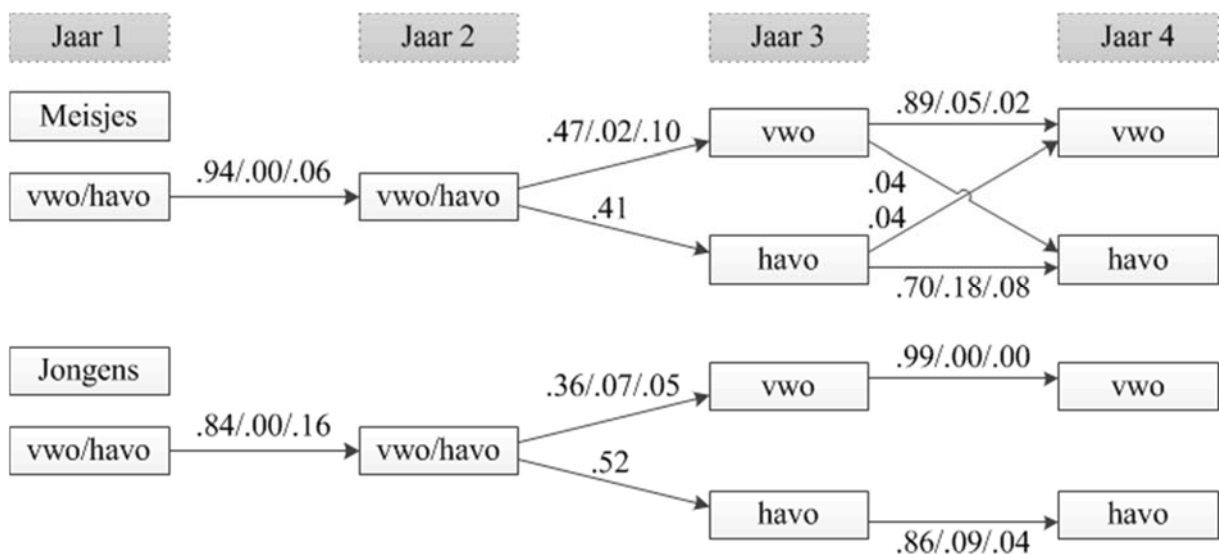 Jaar 1 Jaar 2 Jaar 3 Jaar 4
Meisjes
vwo/havo
.94/.00/.06
vwo/havo
.47/.02/.10
.41
vwo
havo
.89/.05/.02
.04
.04
.70/.18/.08
vwo
havo
Jongens
vwo/havo
.84/.00/.16
vwo/havo
.36/.07/.05
.52
vwo
havo
.99/.00/.00
.86/.09/.04
vwo
havo